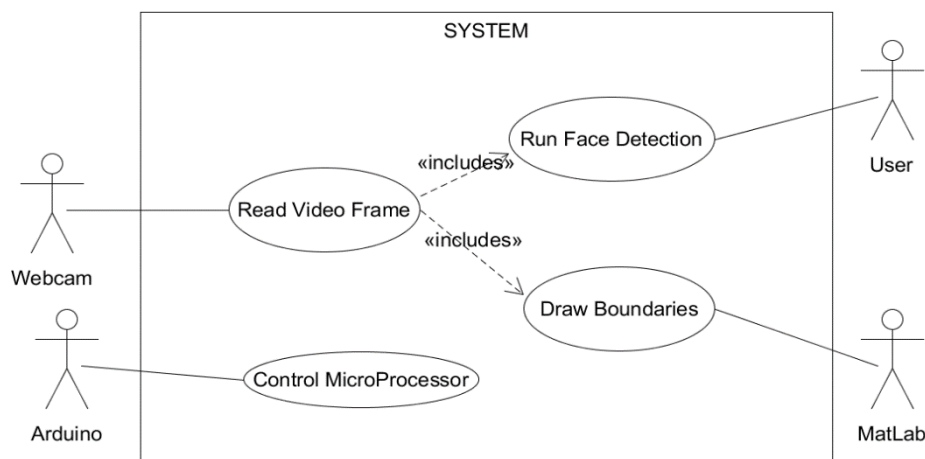 SYSTEM
Run Face Detection
User
«includes»
Read Video Frame
Webcam
«includes»
Draw Boundaries
Control MicroProcessor
Arduino
MatLab